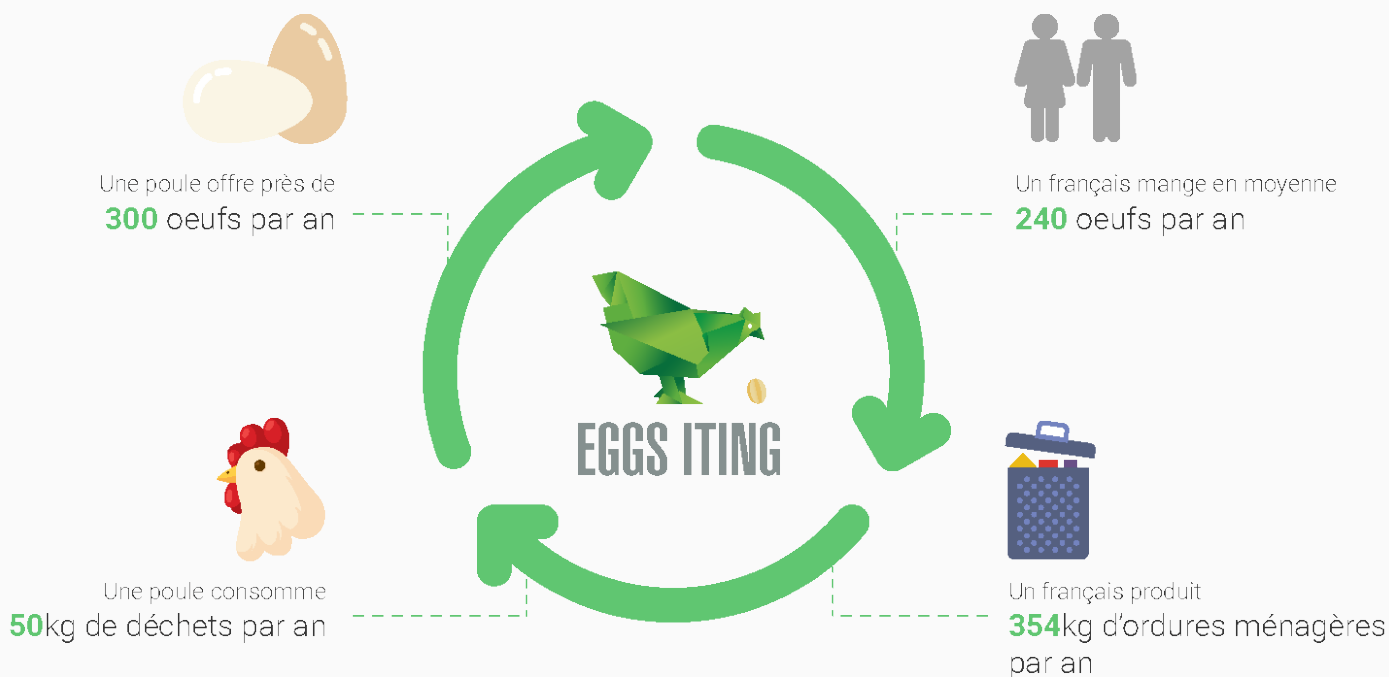 Une poule offre près de
300 oeufs par an
Un français mange en moyenne
240 oeufs par an
EGGS ITING
Une poule consomme
50kg de déchets par an
Un français produit
354kg d'ordures ménagères
par an